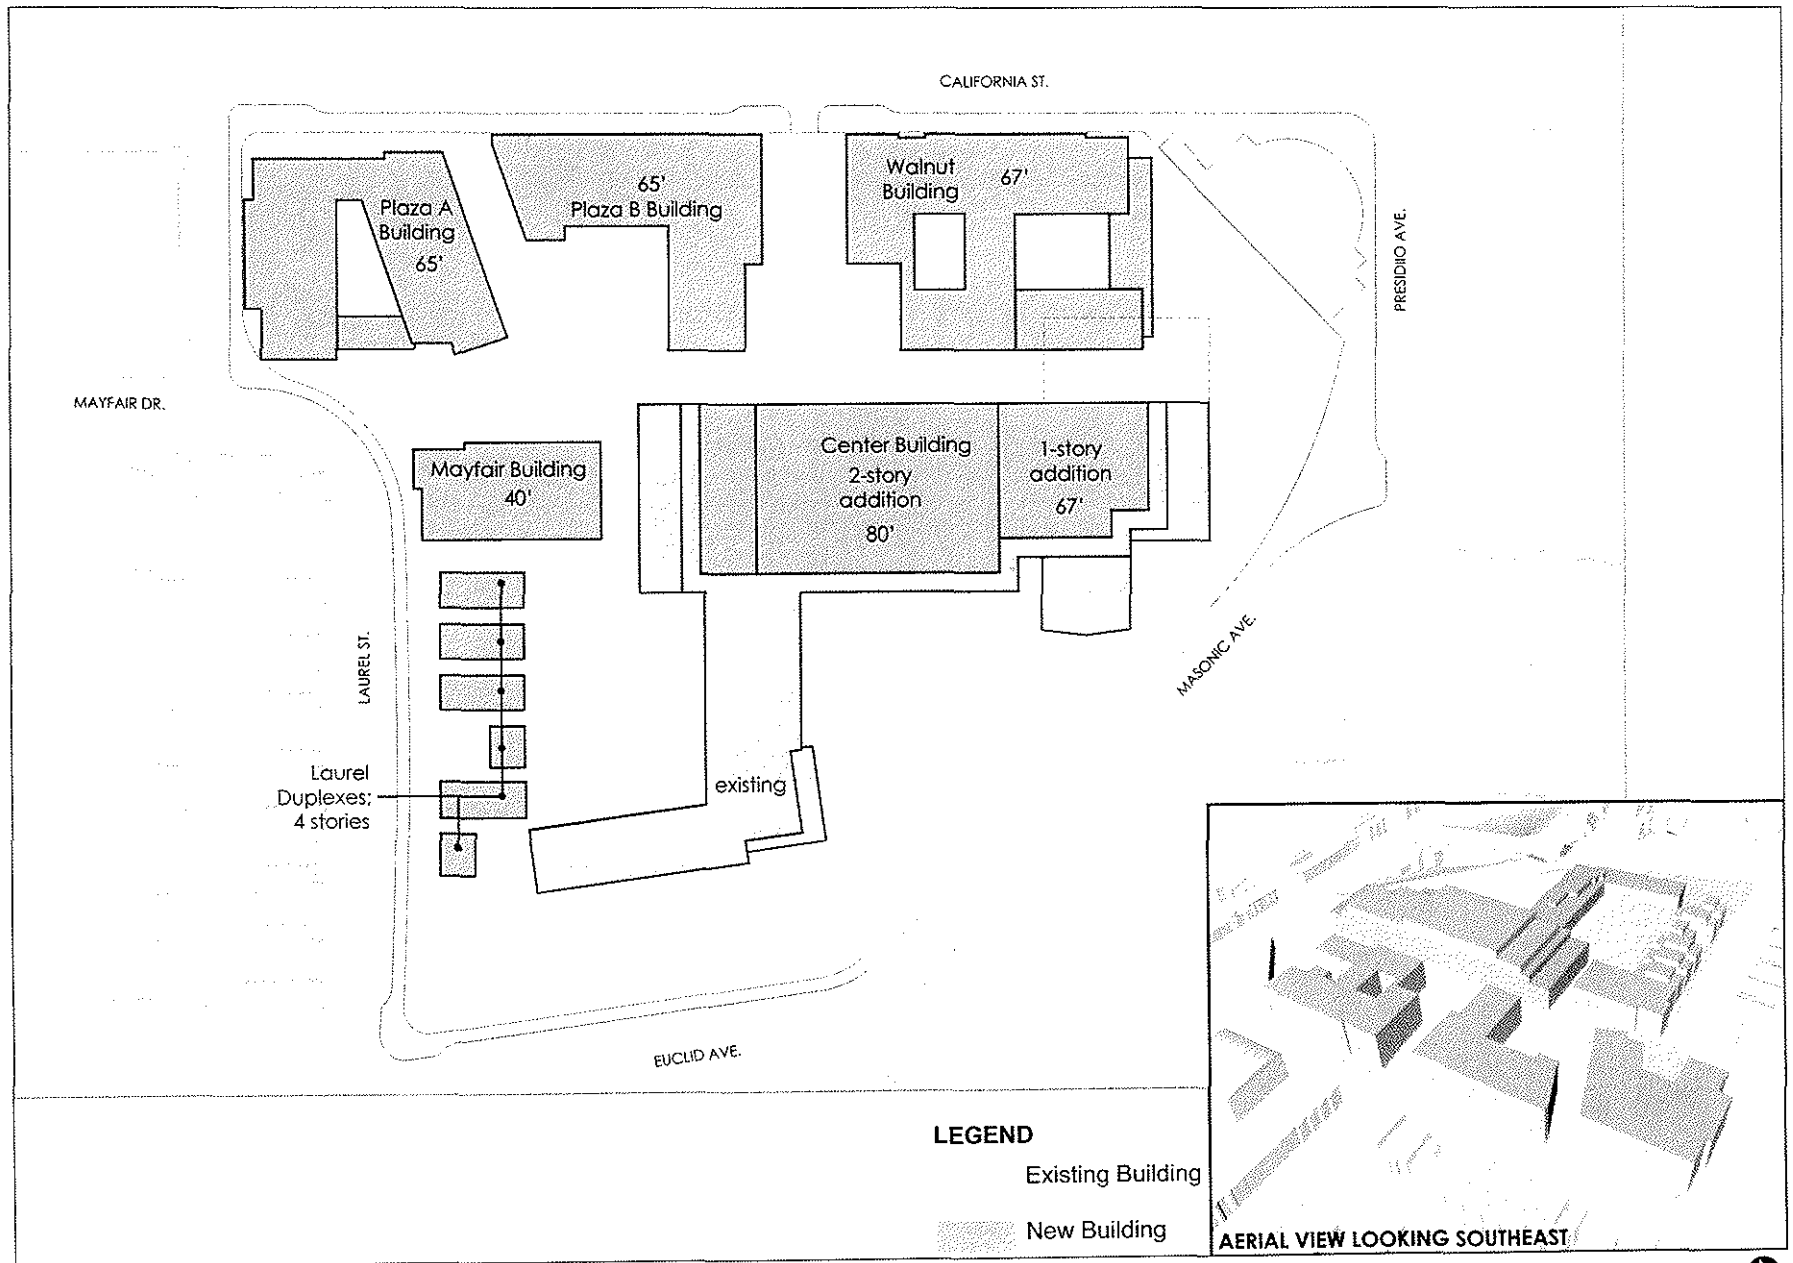 CALIFORNIA ST.
Plaza A
Building
65'
65'
Plaza B Building
Walnut
Building
67'
PRESIDIO AVE.
MAYFAIR DR.
Mayfair Building
40'
Center Building
2-story
addition
80'
1-story
addition
67'
LAUREL ST.
MASONIC AVE.
Laurel
Duplexes;
4 stories
existing
EUCLID AVE.
LEGEND
Existing Building
New Building
AERIAL VIEW LOOKING SOUTHEAST